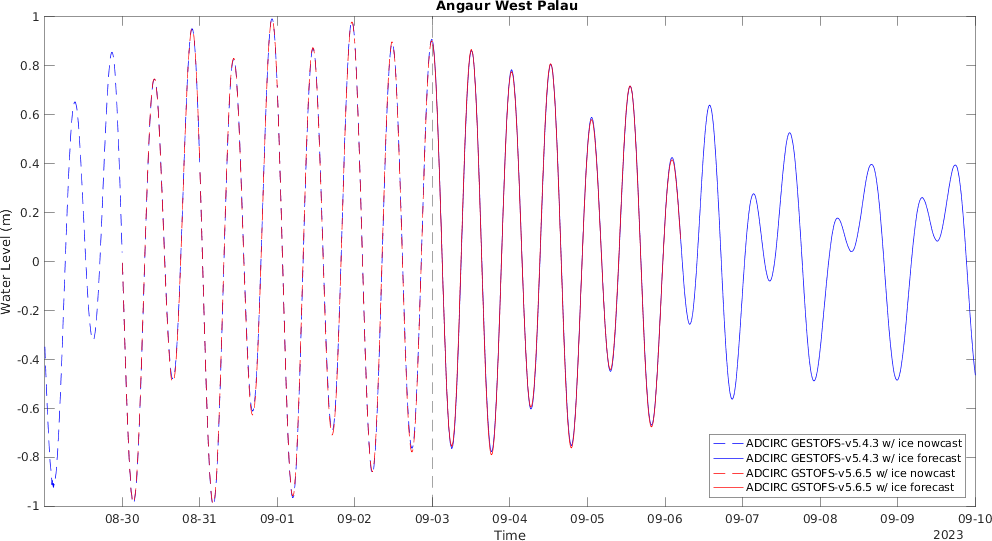 Angaur West Palau
1
0.8
0.6
0.4
0.2
0
-0.2
-0.4
-0.6
-0.8
-1
Water Level (m)
ADCIRC GESTOFS-v5.4.3 w/ ice nowcast
ADCIRC GESTOFS-v5.4.3 w/ ice forecast
ADCIRC GSTOFS-v5.6.5 w/ ice nowcast
ADCIRC GSTOFS-v5.6.5 w/ ice forecast
08-30 08-31 09-01 09-02 09-03 09-04 09-05 09-06 09-07 09-08 09-09 09-10
Time
2023